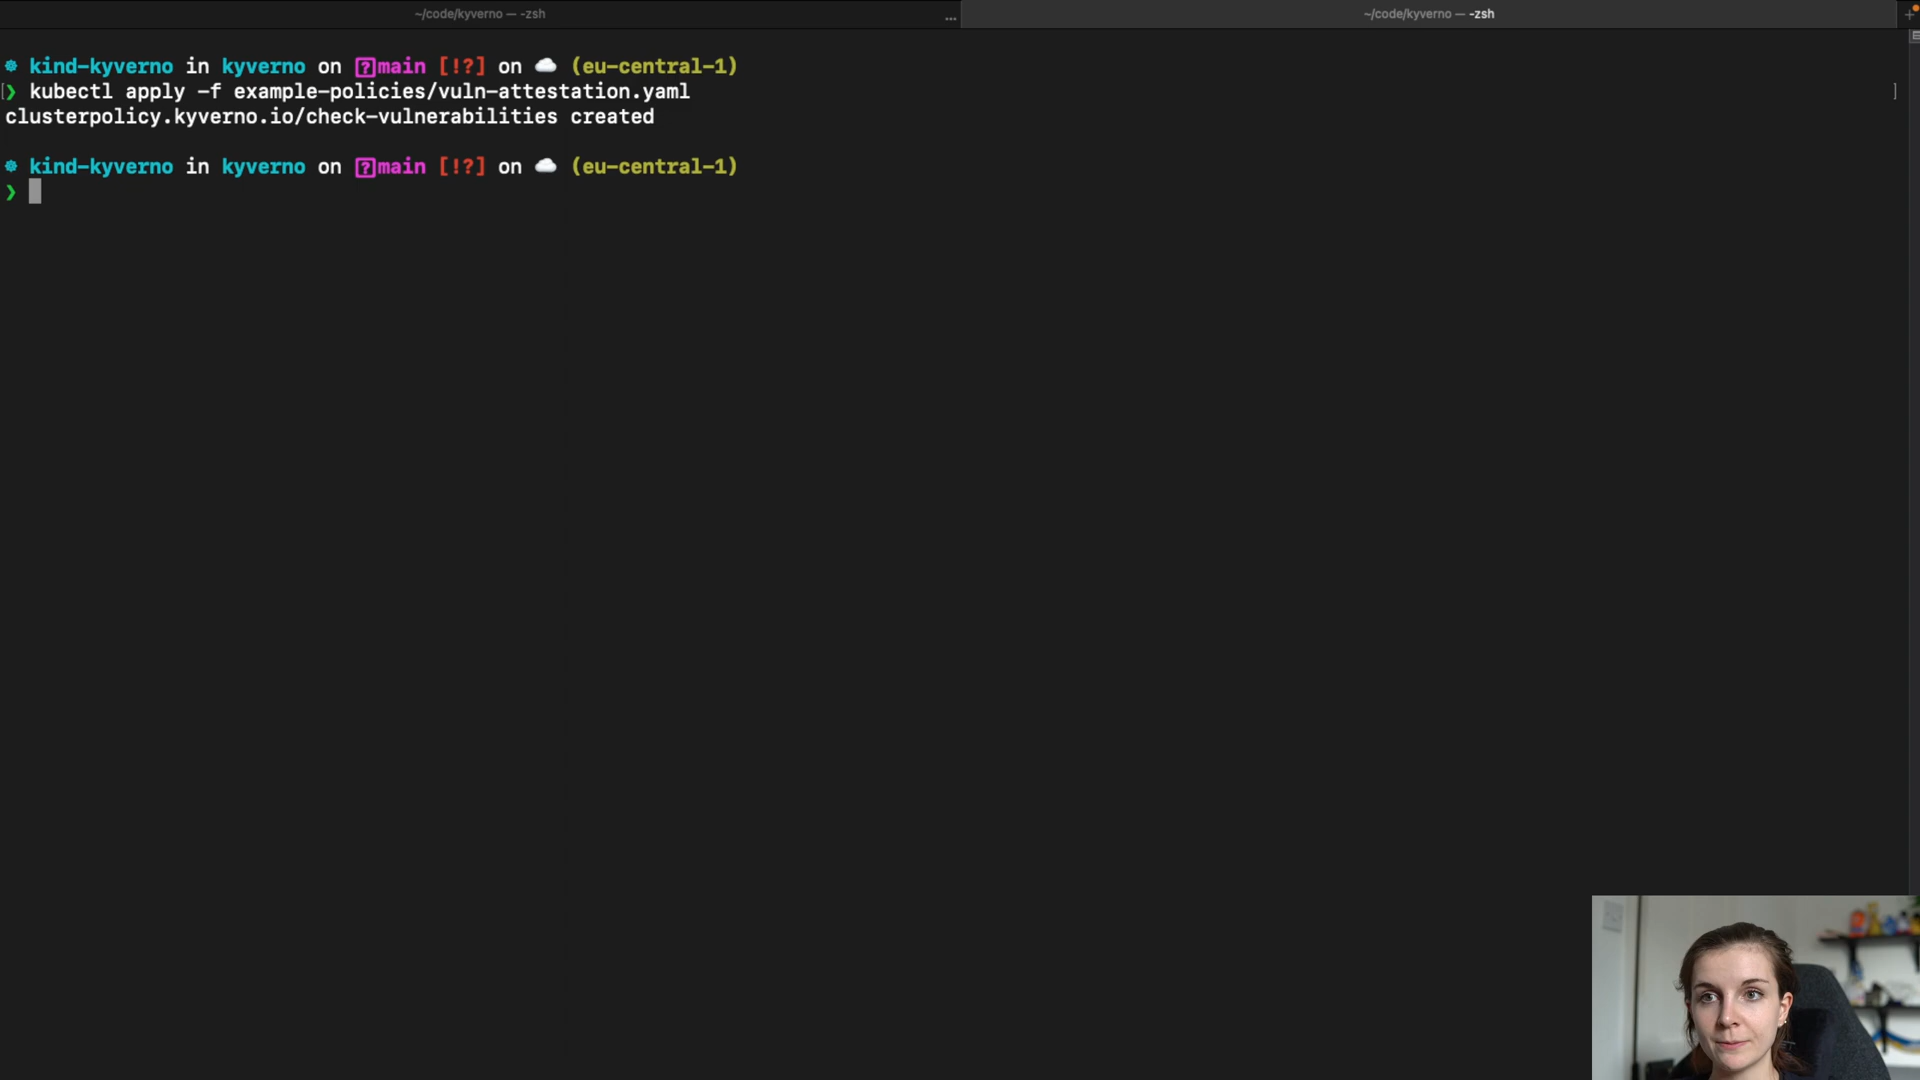 ~/code/kyverno — -zsh
...
~/code/kyverno — -zsh
kind-kyverno in kyverno on main [!?] on ☁️ (eu-central-1)
❯ kubectl apply -f example-policies/vuln-attestation.yaml
clusterpolicy.kyverno.io/check-vulnerabilities created
kind-kyverno in kyverno on main [!?] on ☁️ (eu-central-1)
❯